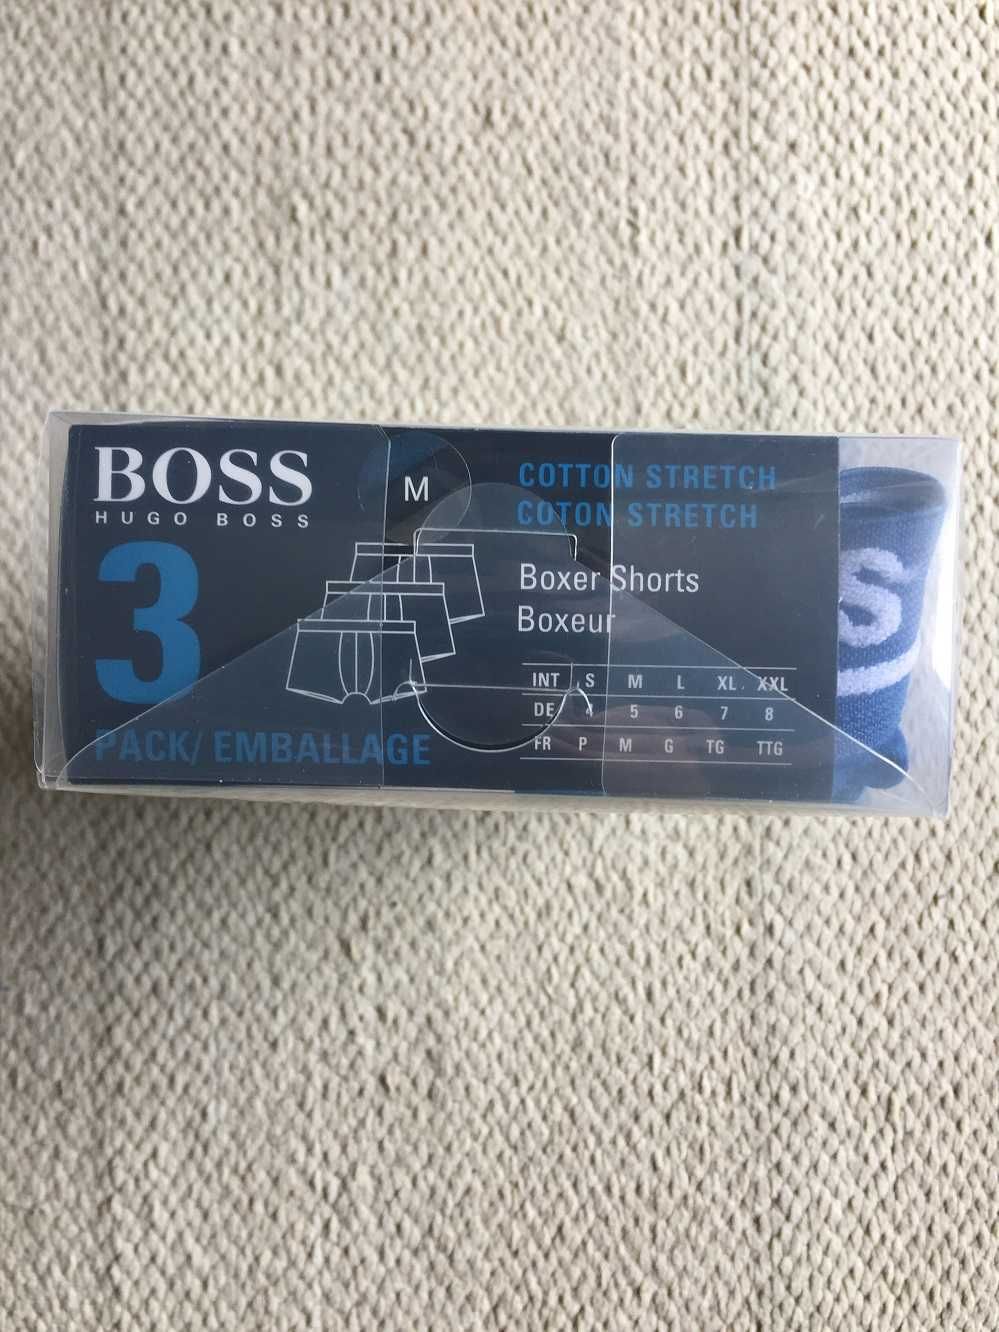 BOSS
HUGO BOSS
3
PACK/ EMBALLAGE
M
COTTON STRETCH
COTON STRETCH
Boxer Shorts
Boxeur
INT S M L XL XXL
DE 4 5 6 7 8
FR P M G TG TTG
S